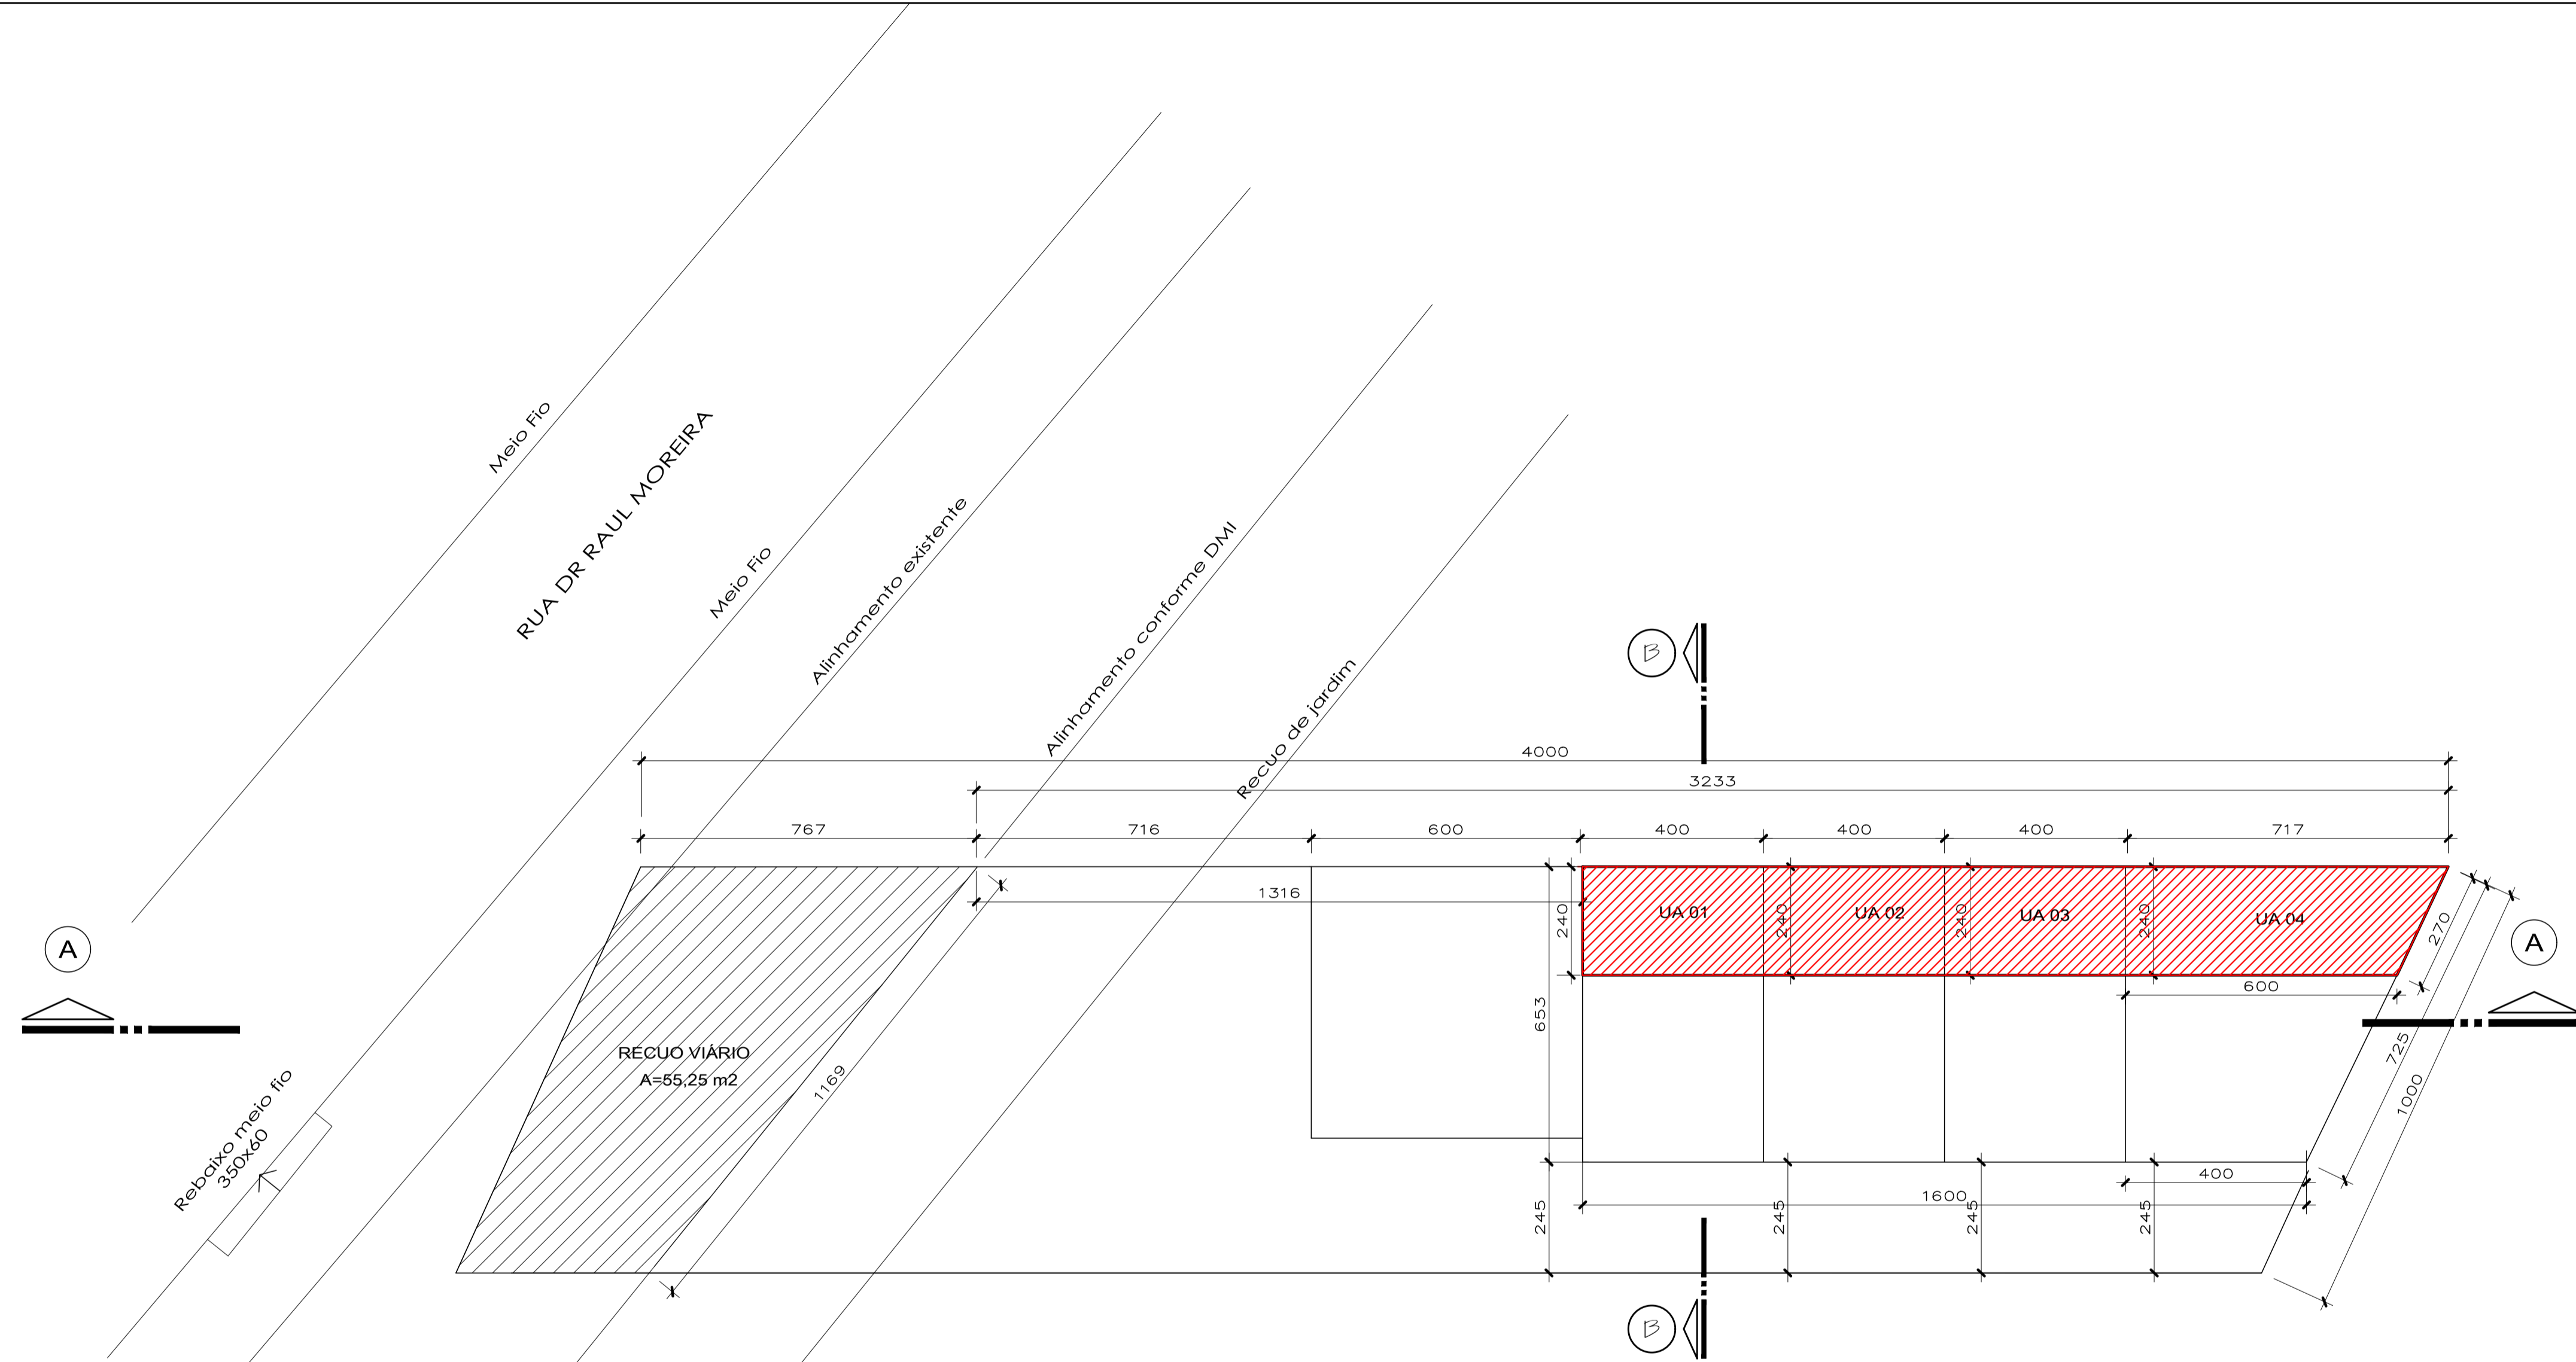 Meio Fio
RUA DR RAUL MOREIRA
Meio Fio
Alinhamento existente
Alinhamento conforme DMI
Recuo de jardim
B
4000
3233
767
716
600
400
400
400
717
1316
240
UA 01
240
UA 02
240
UA 03
240
UA 04
270
A
A
600
653
725
1000
RECUO VIÁRIO
A=55,25 m2
1169
Rebaixo meio fio
350x60
400
1600
245
245
245
245
B